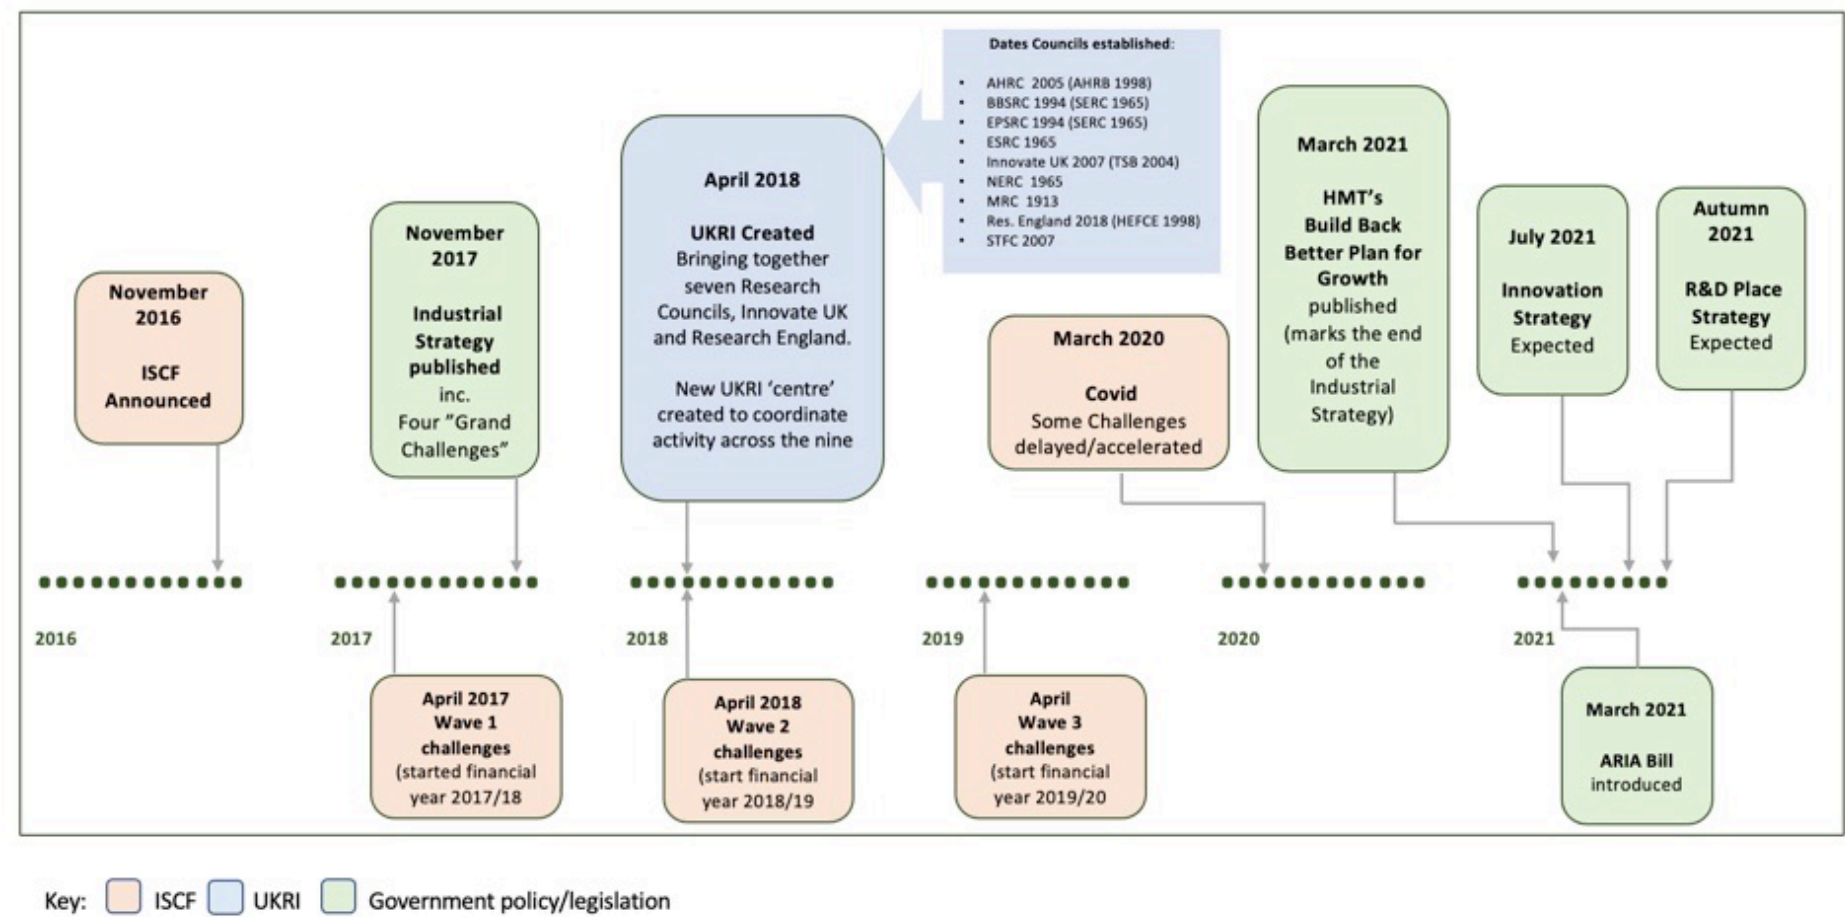 Dates Councils established:
• AHRC 2005 (AHRB 1998)
• BBSRC 1994 (SERC 1965)
• EPSRC 1994 (SERC 1965)
• ESRC 1965
• Innovate UK 2007 (TSB 2004)
• NERC 1965
• MRC 1913
• Res. England 2018 (HEFCE 1998)
• STFC 2007
November
2016
ISCF
Announced
November
2017
Industrial
Strategy
published
inc.
Four "Grand
Challenges"
April 2018
UKRI Created
Bringing together
seven Research
Councils, Innovate UK
and Research England.
New UKRI 'centre'
created to coordinate
activity across the nine
March 2020
Covid
Some Challenges
delayed/accelerated
March 2021
HMT's
Build Back
Better Plan for
Growth
published
(marks the end
of the
Industrial
Strategy)
July 2021
Innovation
Strategy
Expected
Autumn
2021
R&D Place
Strategy
Expected
2016
2017
2018
2019
2020
2021
April 2017
Wave 1
challenges
(started financial
year 2017/18
April 2018
Wave 2
challenges
(start financial
year 2018/19
April
Wave 3
challenges
(start financial
year 2019/20
March 2021
ARIA Bill
introduced
Key: ISCF UKRI Government policy/legislation